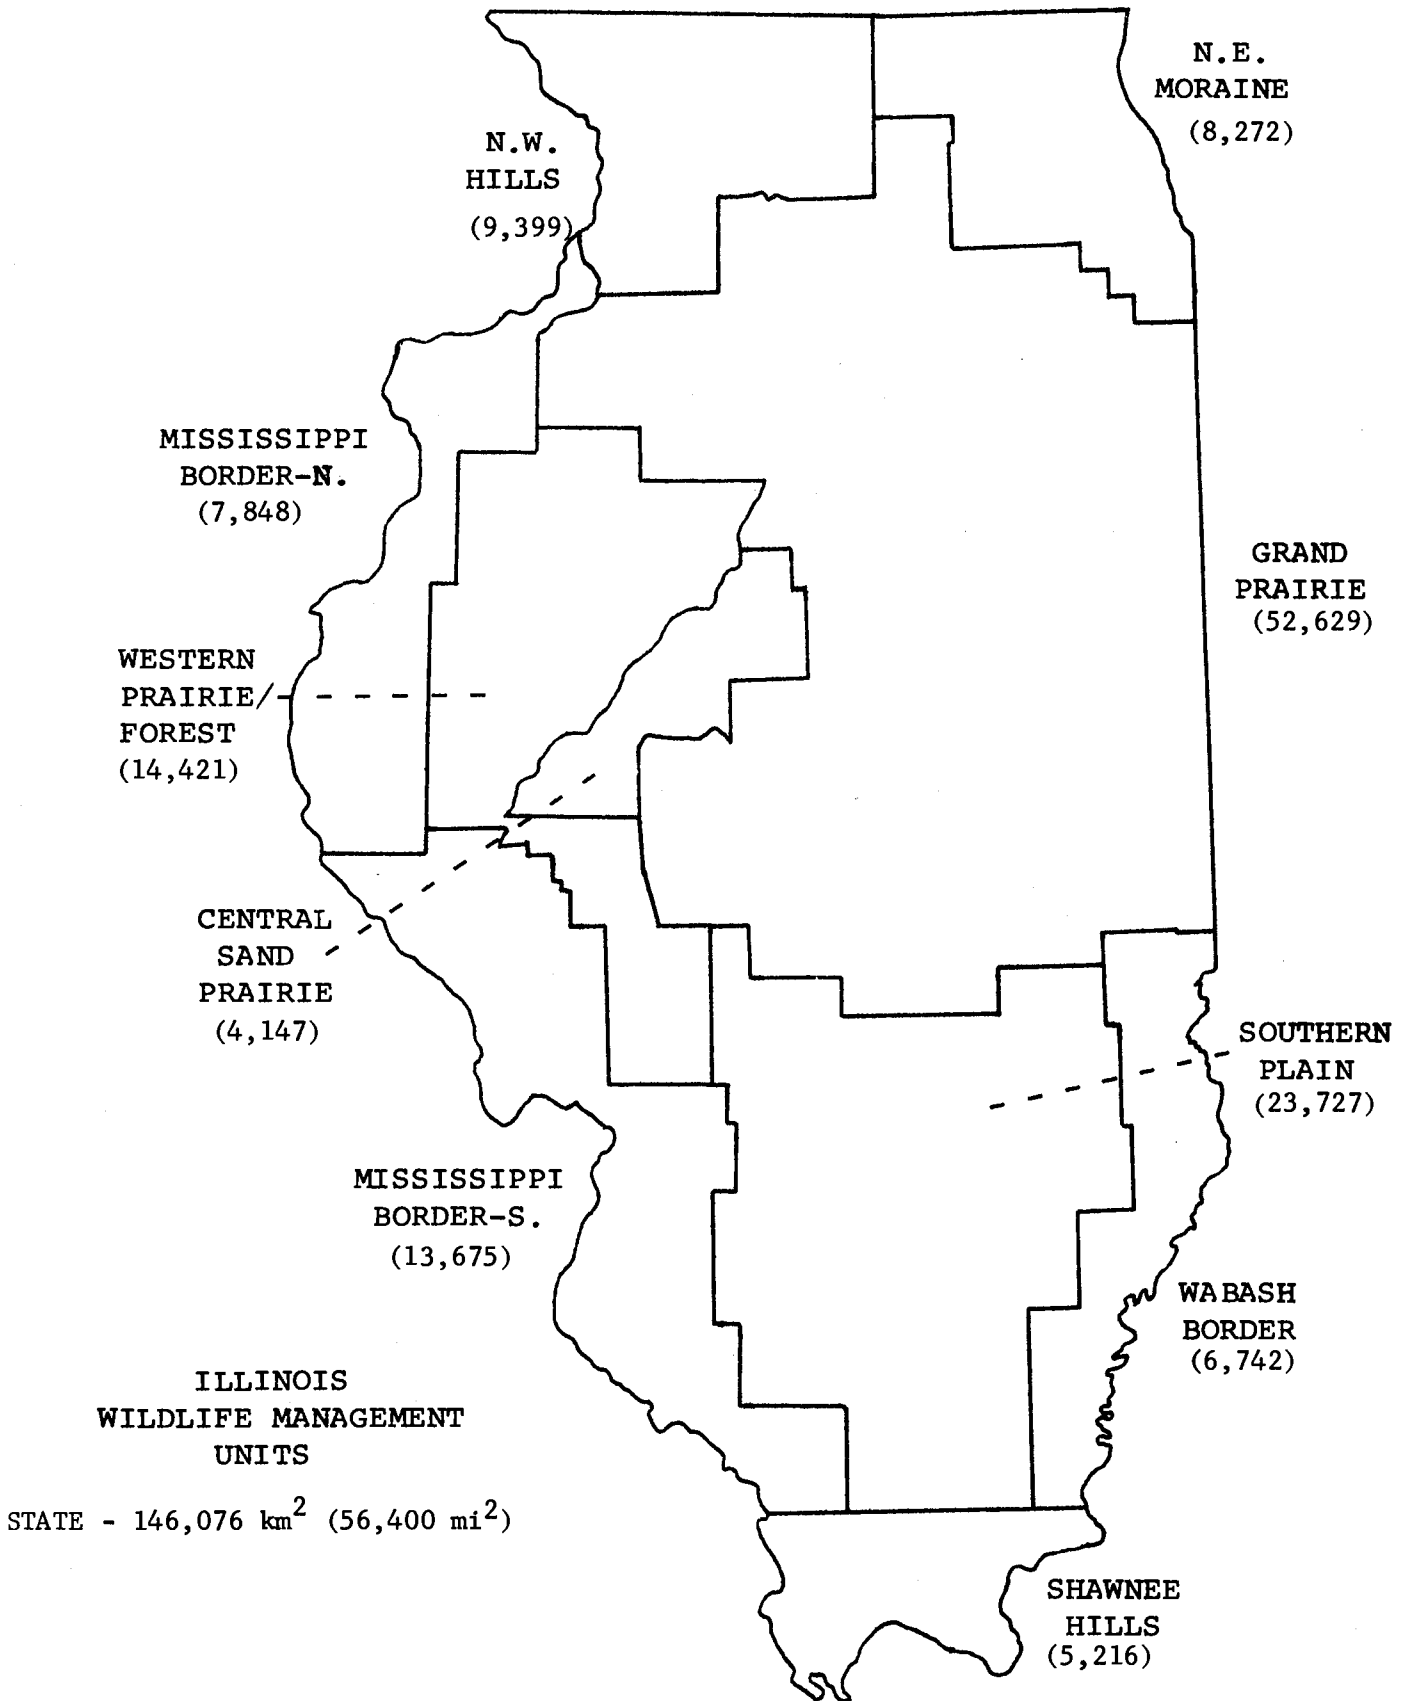 N.E.
MORAINE
(8,272)
N.W.
HILLS
(9,399)
MISSISSIPPI
BORDER-N.
(7,848)
GRAND
PRAIRIE
(52,629)
WESTERN
PRAIRIE/
FOREST
(14,421)
CENTRAL
SAND
PRAIRIE
(4,147)
SOUTHERN
PLAIN
(23,727)
MISSISSIPPI
BORDER-S.
(13,675)
WABASH
BORDER
(6,742)
ILLINOIS
WILDLIFE MANAGEMENT
UNITS
STATE - 146,076 km² (56,400 mi²)
SHAWNEE
HILLS
(5,216)